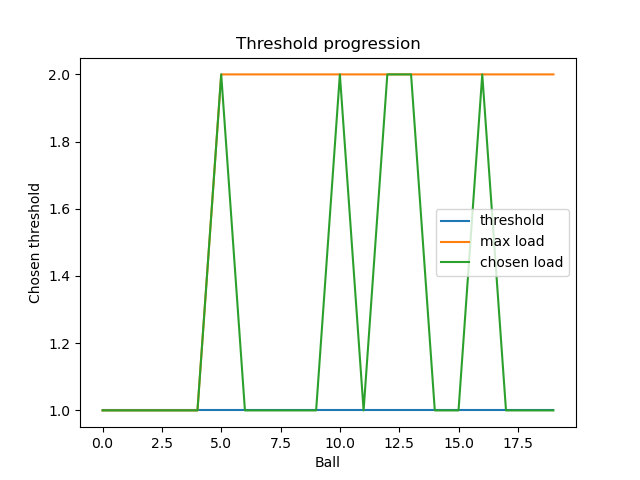 Threshold progression
Chosen threshold
2.0
1.8
1.6
1.4
1.2
1.0
threshold
max load
chosen load
0.0 2.5 5.0 7.5 10.0 12.5 15.0 17.5
Ball